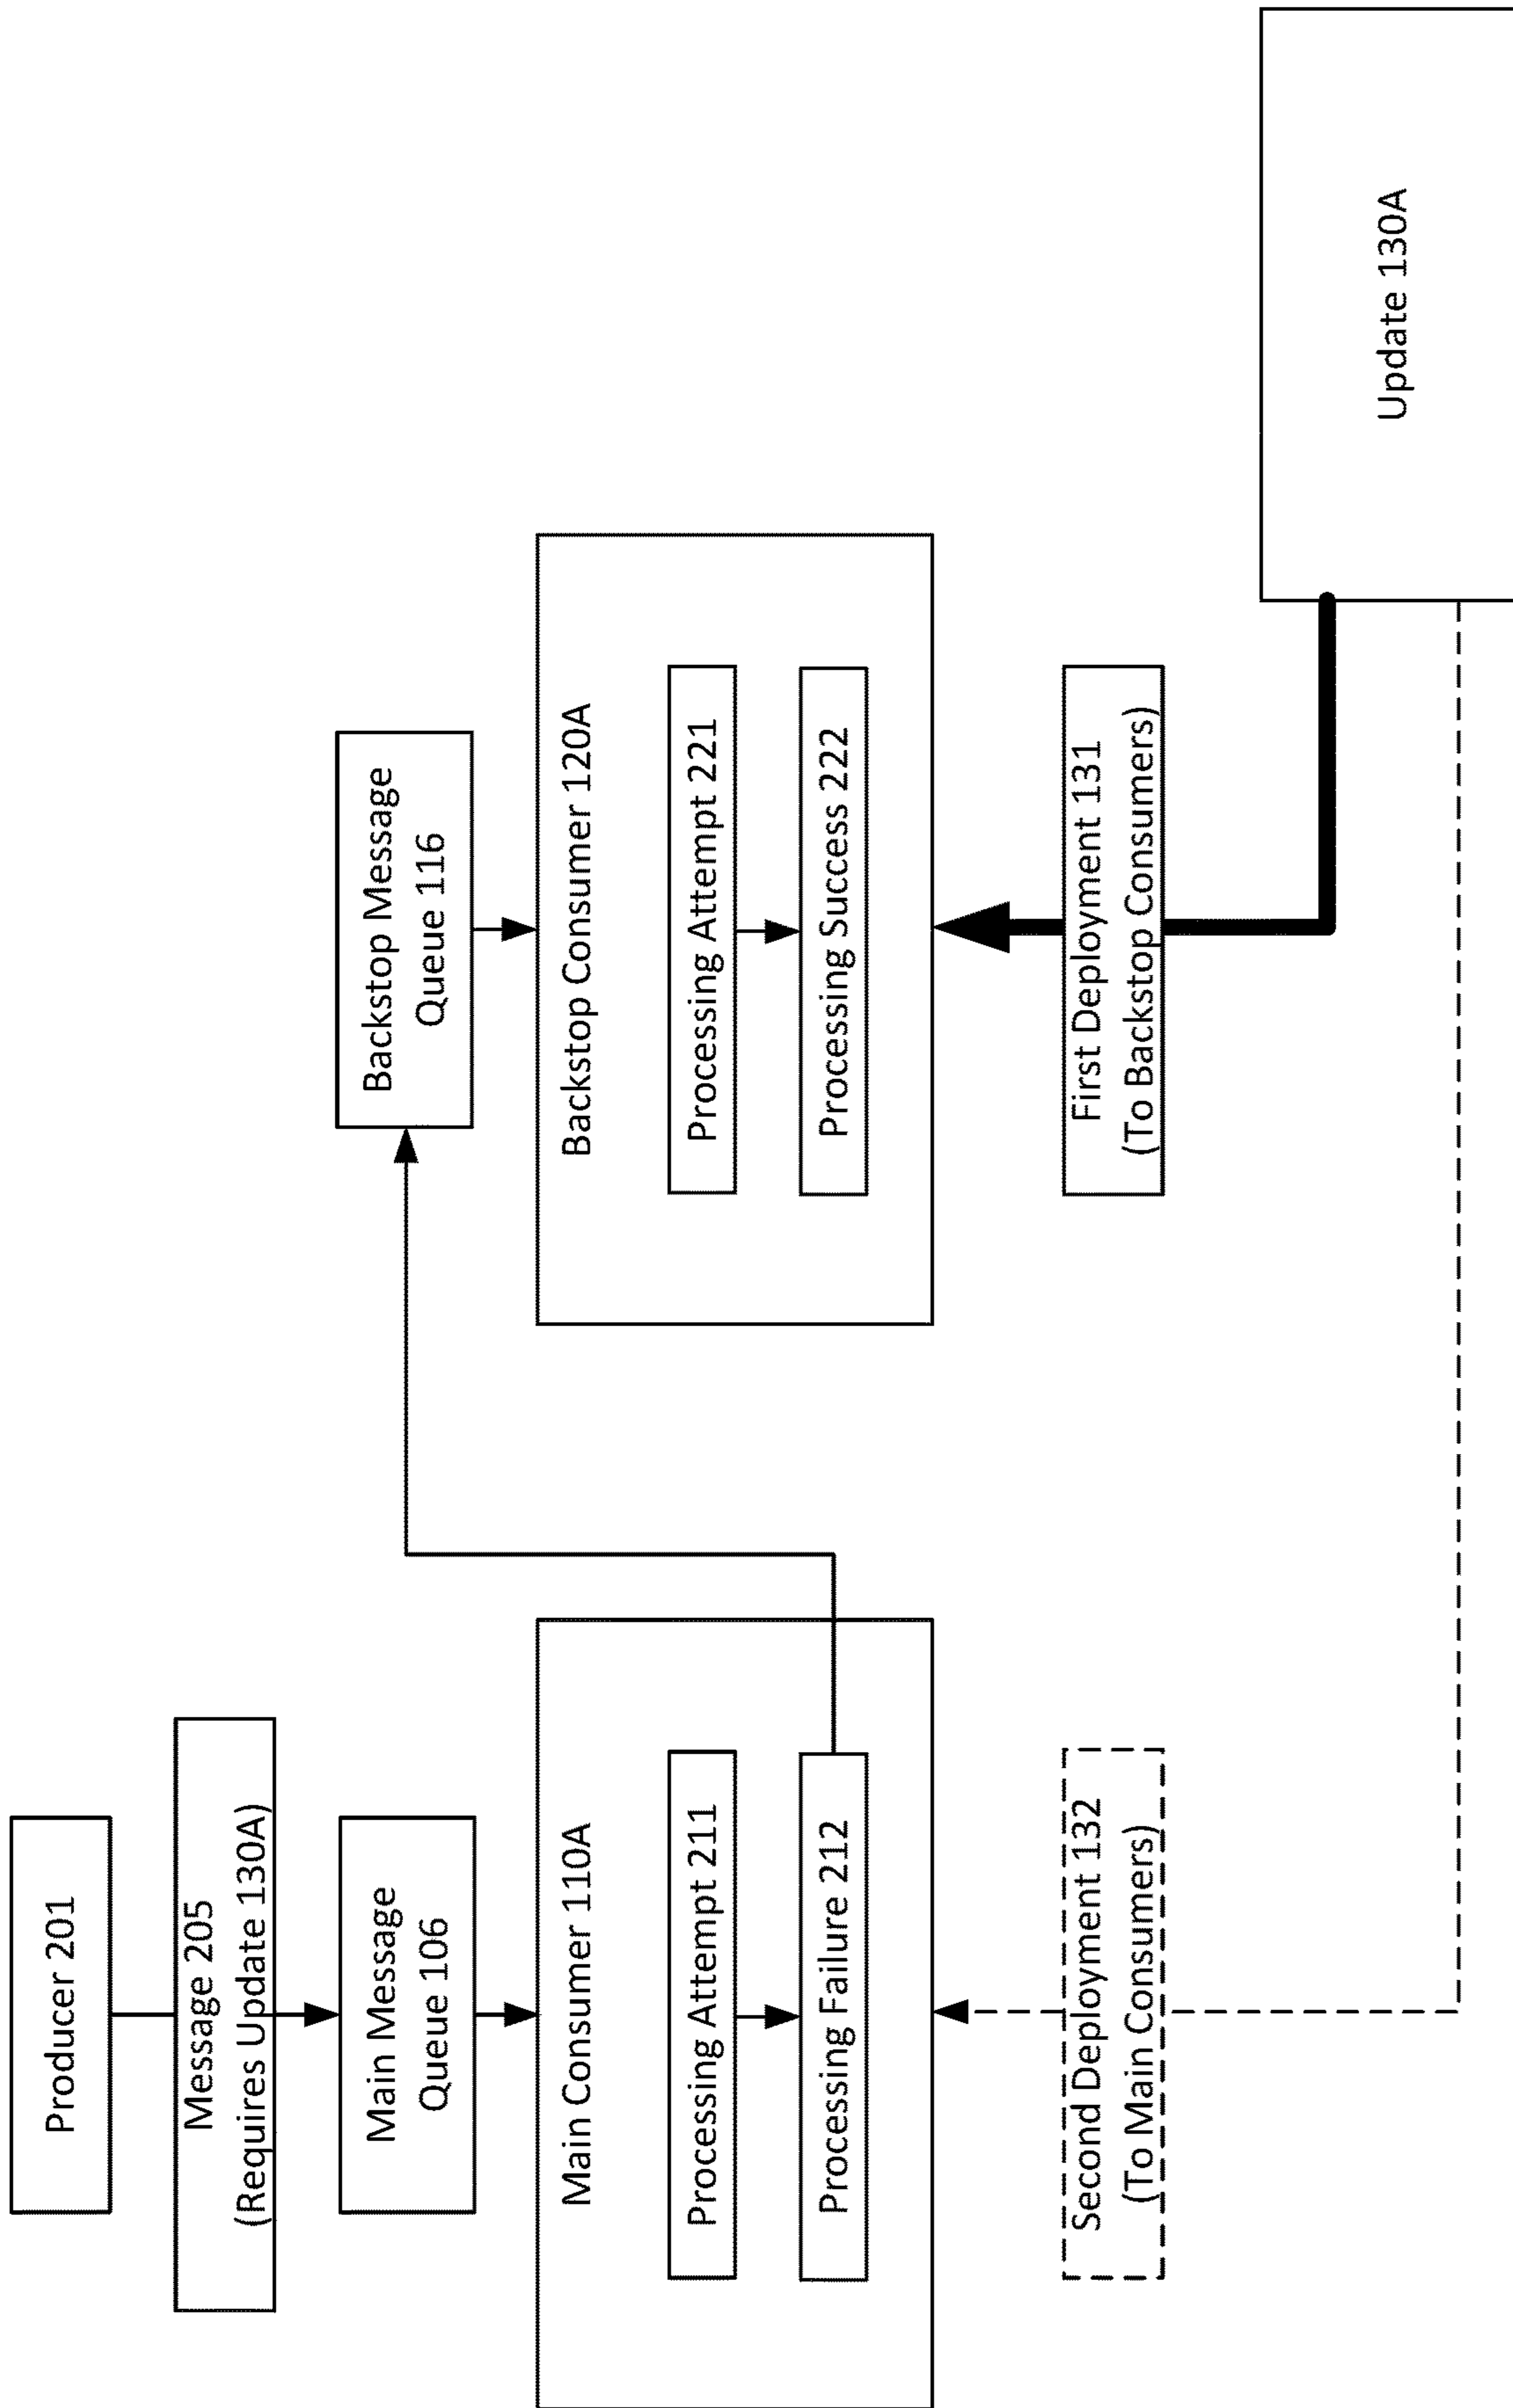 Producer 201
Message 205
(Requires Update 130A)
Main Message
Queue 106
Main Consumer 110A
Processing Attempt 211
Processing Failure 212
Second Deployment 132
(To Main Consumers)
Backstop Message
Queue 116
Backstop Consumer 120A
Processing Attempt 221
Processing Success 222
First Deployment 131
(To Backstop Consumers)
Update 130A